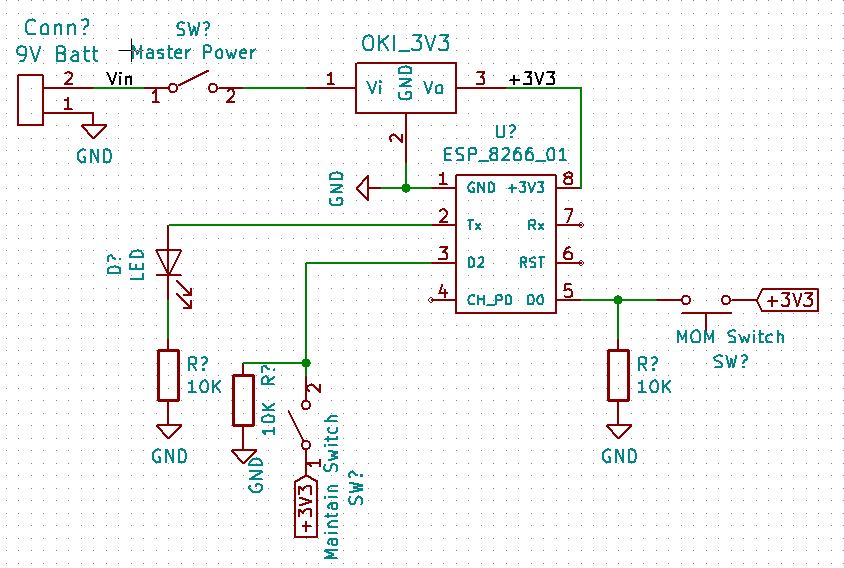 Conn?
9V Batt
2
1
GND
Vin
SW?
Master Power
1
2
OKI_3V3
1
Vi
GND
Vo
3
2
+3V3
GND
U?
ESP_8266_01
1
GND
+3V3
8
2
Tx
Rx
7
3
D2
RST
6
4
CH_PD
D0
5
D?
LED
R?
10K
GND
R?
10K
GND
2
1
Maintain Switch
SW?
+3V3
R?
10K
GND
MOM Switch
SW?
+3V3